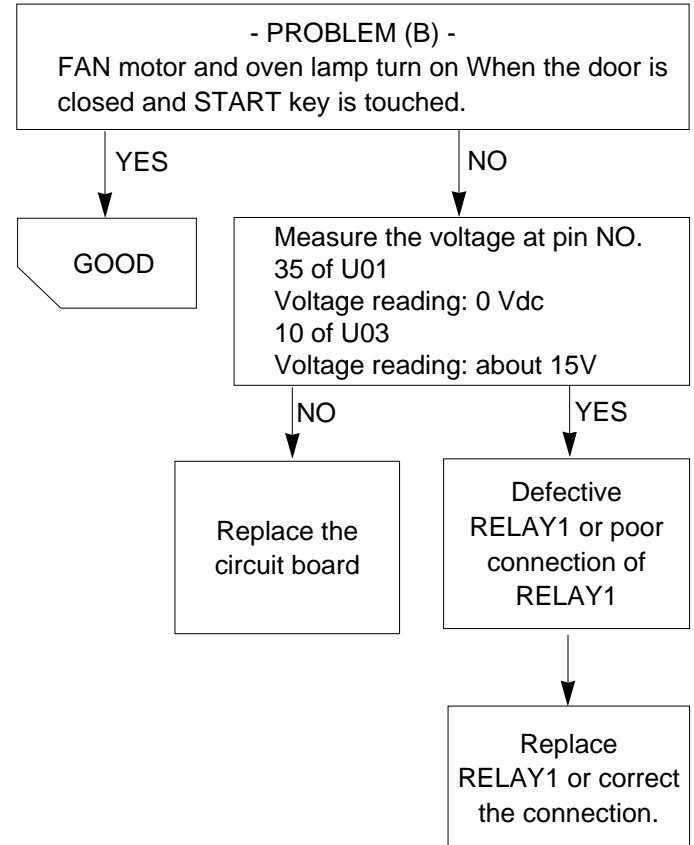 - PROBLEM (B) -
FAN motor and oven lamp turn on When the door is
closed and START key is touched.
YES
NO
GOOD
Measure the voltage at pin NO.
35 of U01
Voltage reading: 0 Vdc
10 of U03
Voltage reading: about 15V
NO
YES
Replace the
circuit board
Defective
RELAY1 or poor
connection of
RELAY1
Replace
RELAY1 or correct
the connection.